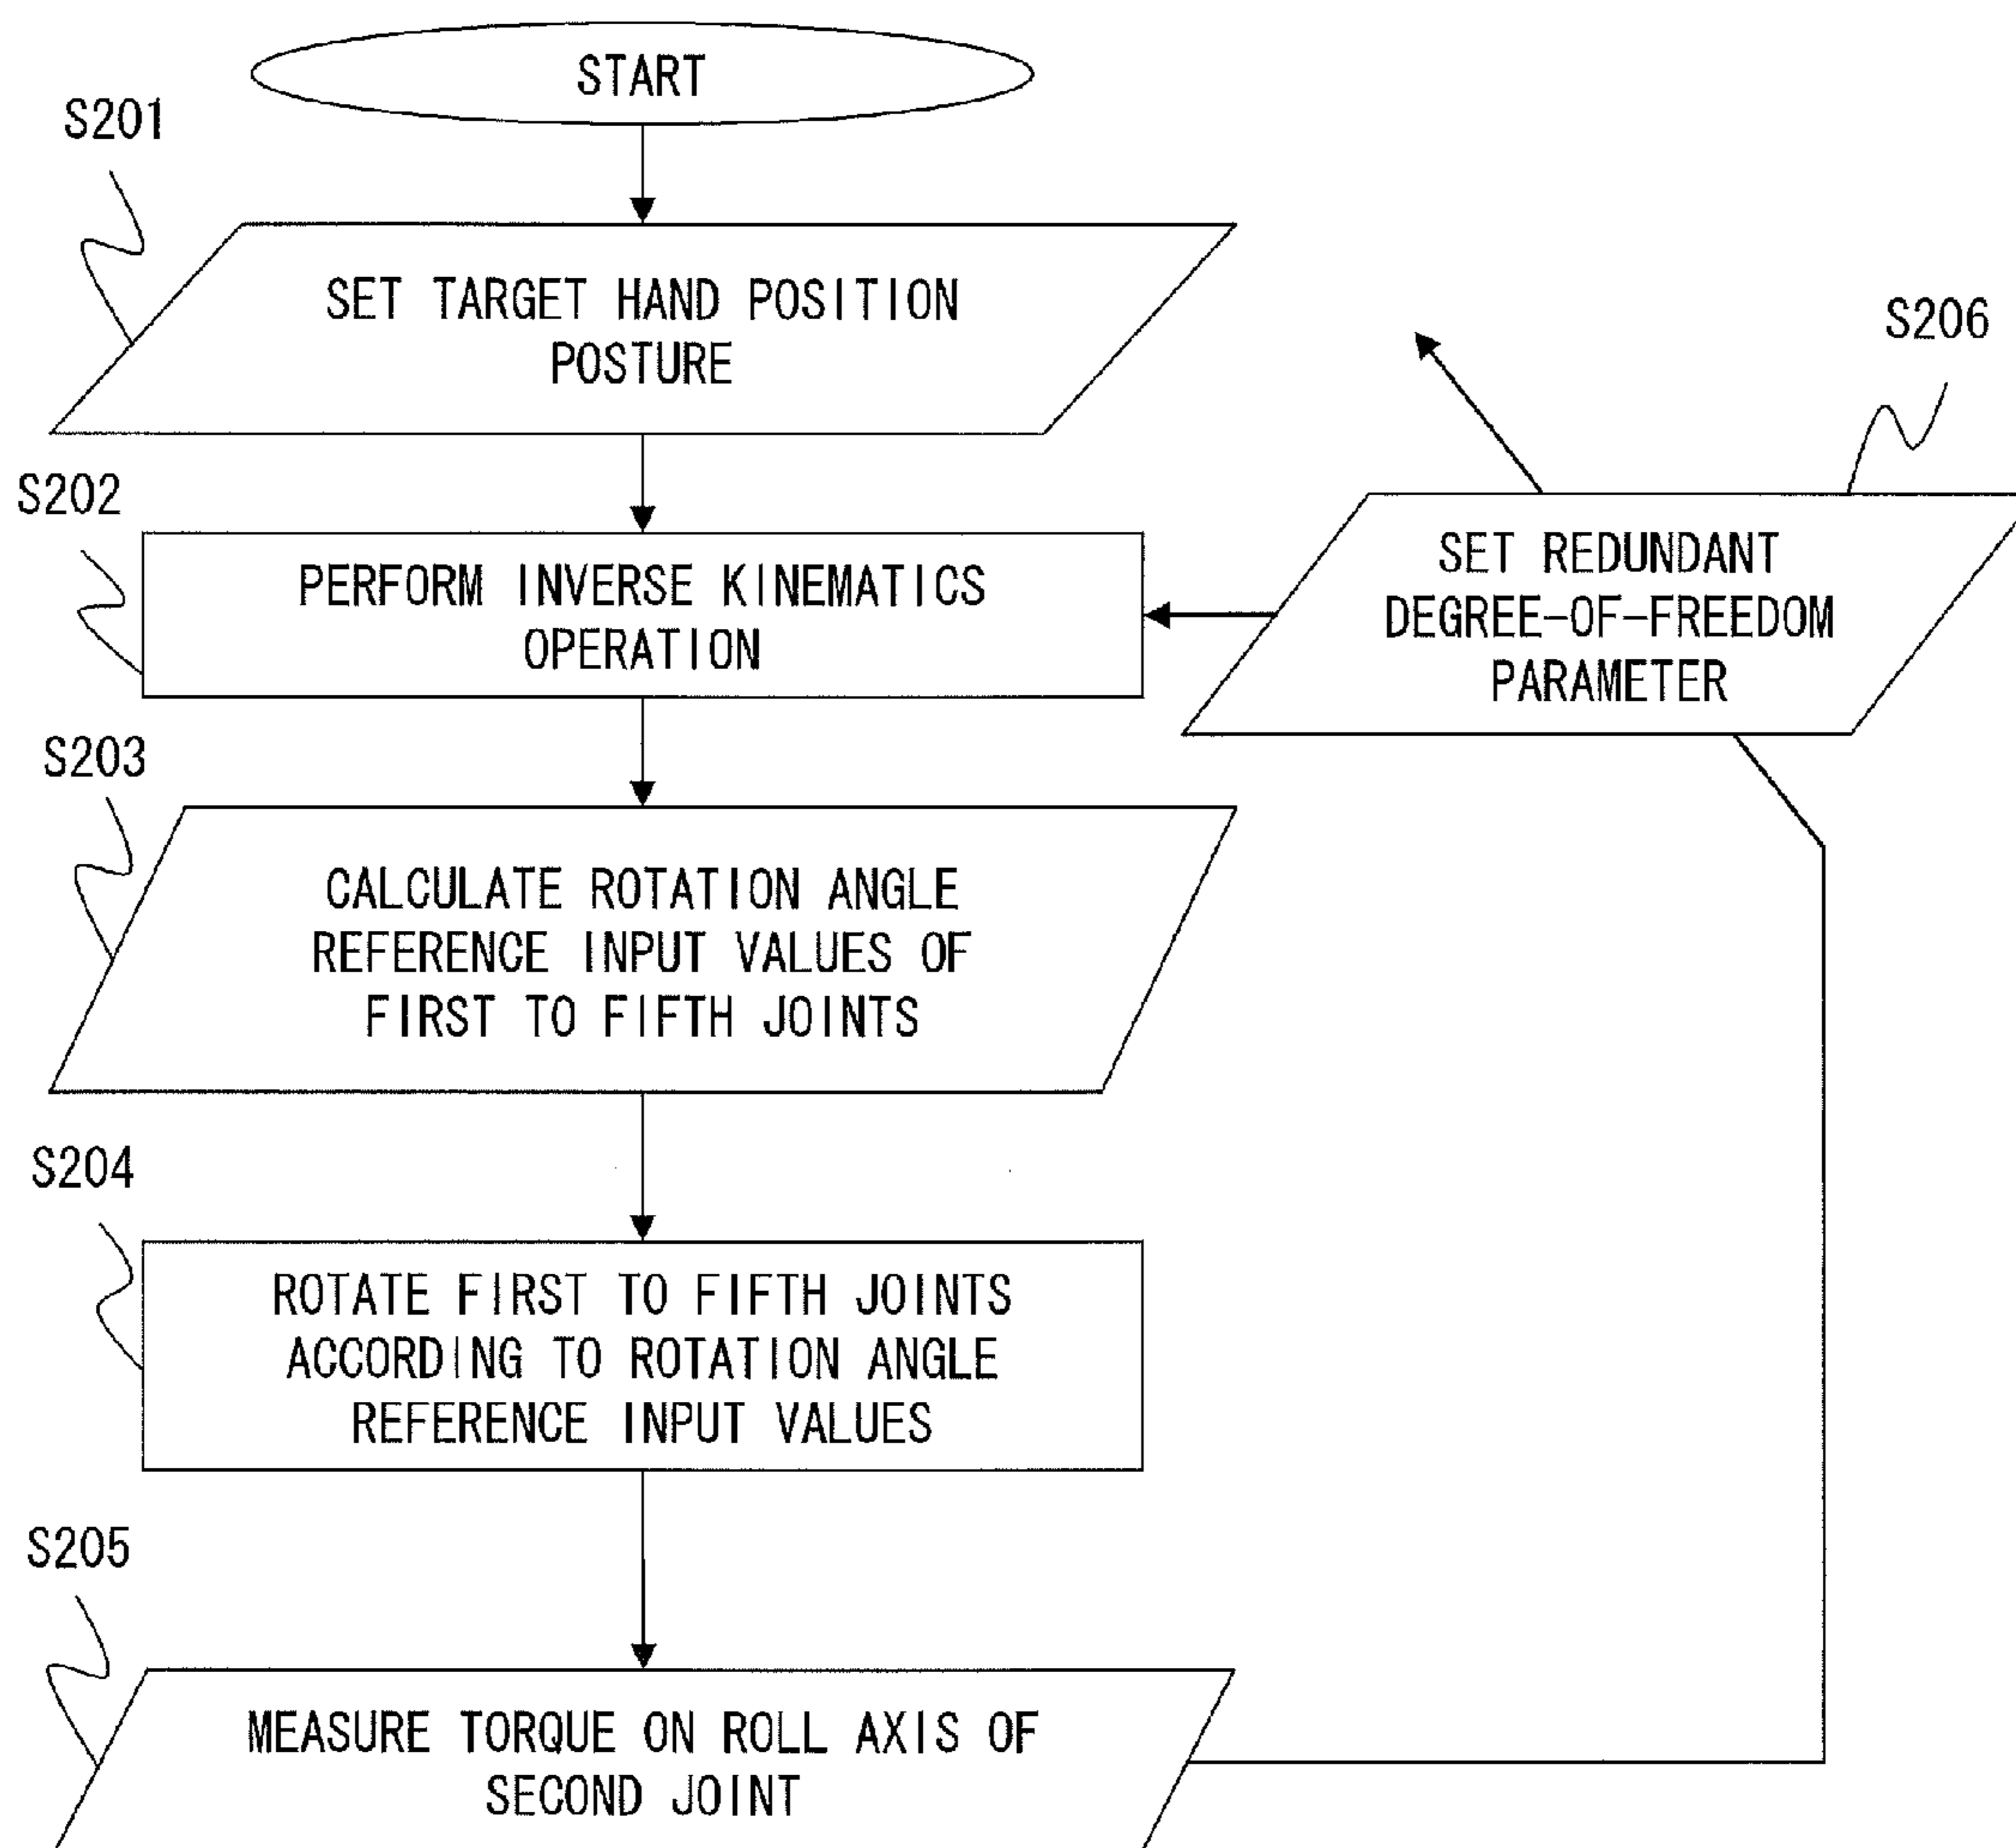 START
S201
SET TARGET HAND POSITION
POSTURE
S206
S202
PERFORM INVERSE KINEMATICS
OPERATION
SET REDUNDANT
DEGREE-OF-FREEDOM
PARAMETER
S203
CALCULATE ROTATION ANGLE
REFERENCE INPUT VALUES OF
FIRST TO FIFTH JOINTS
S204
ROTATE FIRST TO FIFTH JOINTS
ACCORDING TO ROTATION ANGLE
REFERENCE INPUT VALUES
S205
MEASURE TORQUE ON ROLL AXIS OF
SECOND JOINT